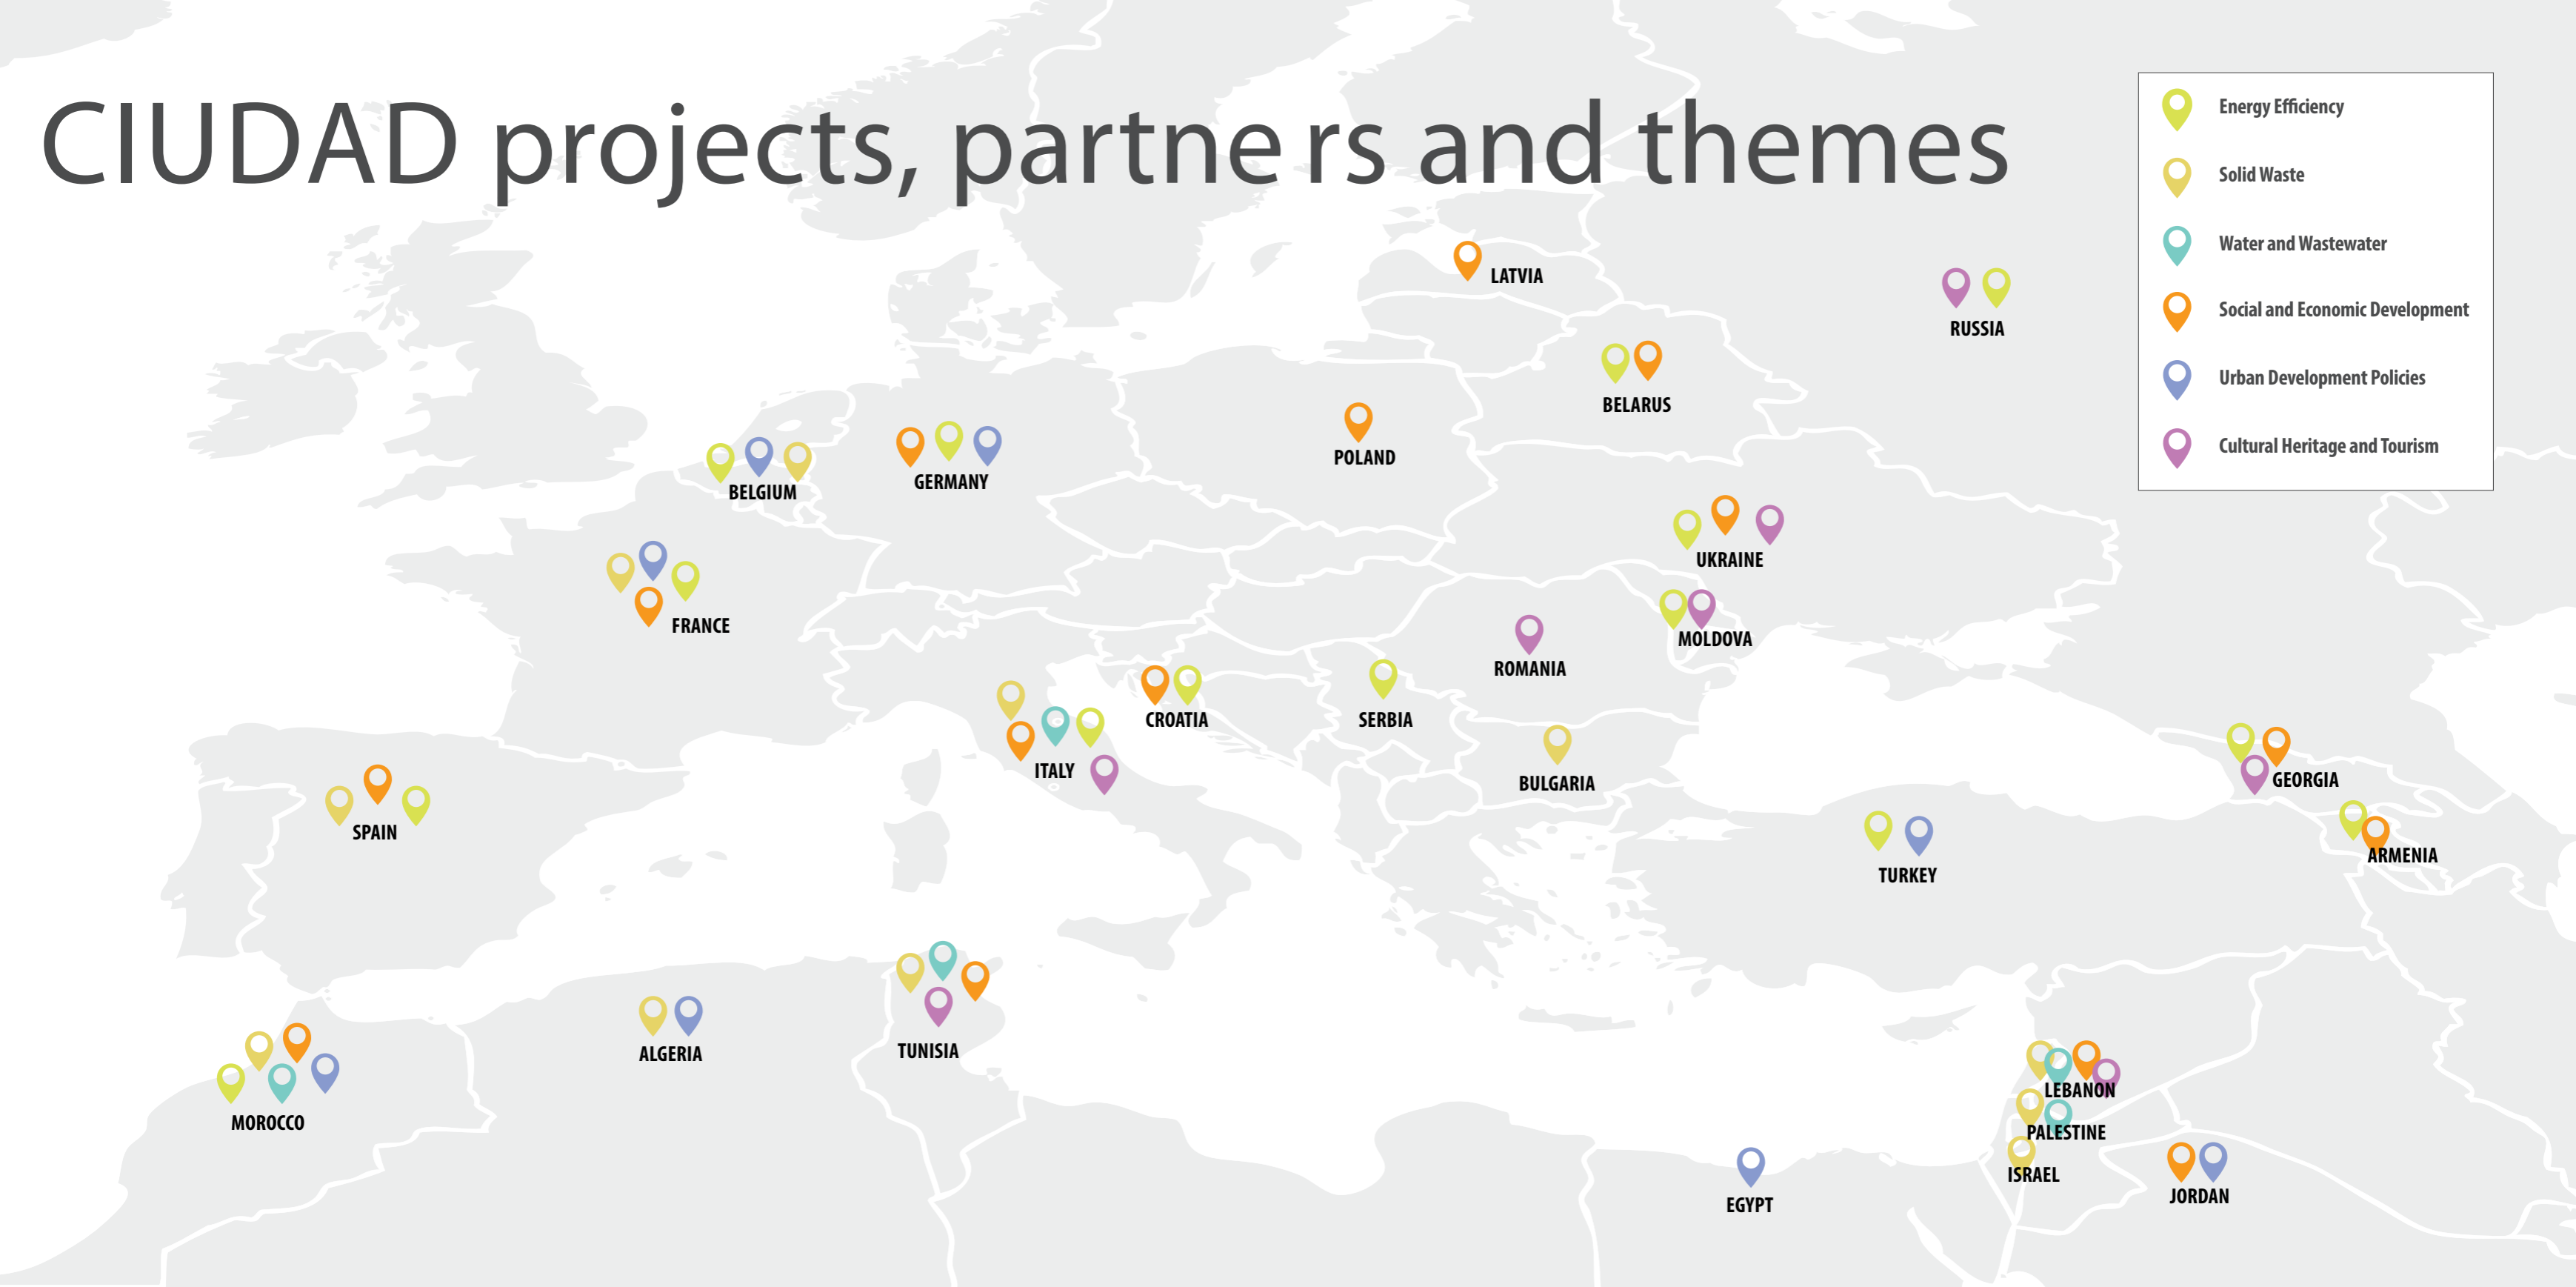 CIUDAD projects, partners and themes
Energy Efficiency
Solid Waste
Water and Wastewater
Social and Economic Development
Urban Development Policies
Cultural Heritage and Tourism
LATVIA
RUSSIA
BELARUS
POLAND
GERMANY
BELGIUM
UKRAINE
FRANCE
MOLDOVA
ROMANIA
CROATIA
SERBIA
ITALY
BULGARIA
GEORGIA
SPAIN
ARMENIA
TURKEY
TUNISIA
ALGERIA
LEBANON
MOROCCO
PALESTINE
ISRAEL
JORDAN
EGYPT